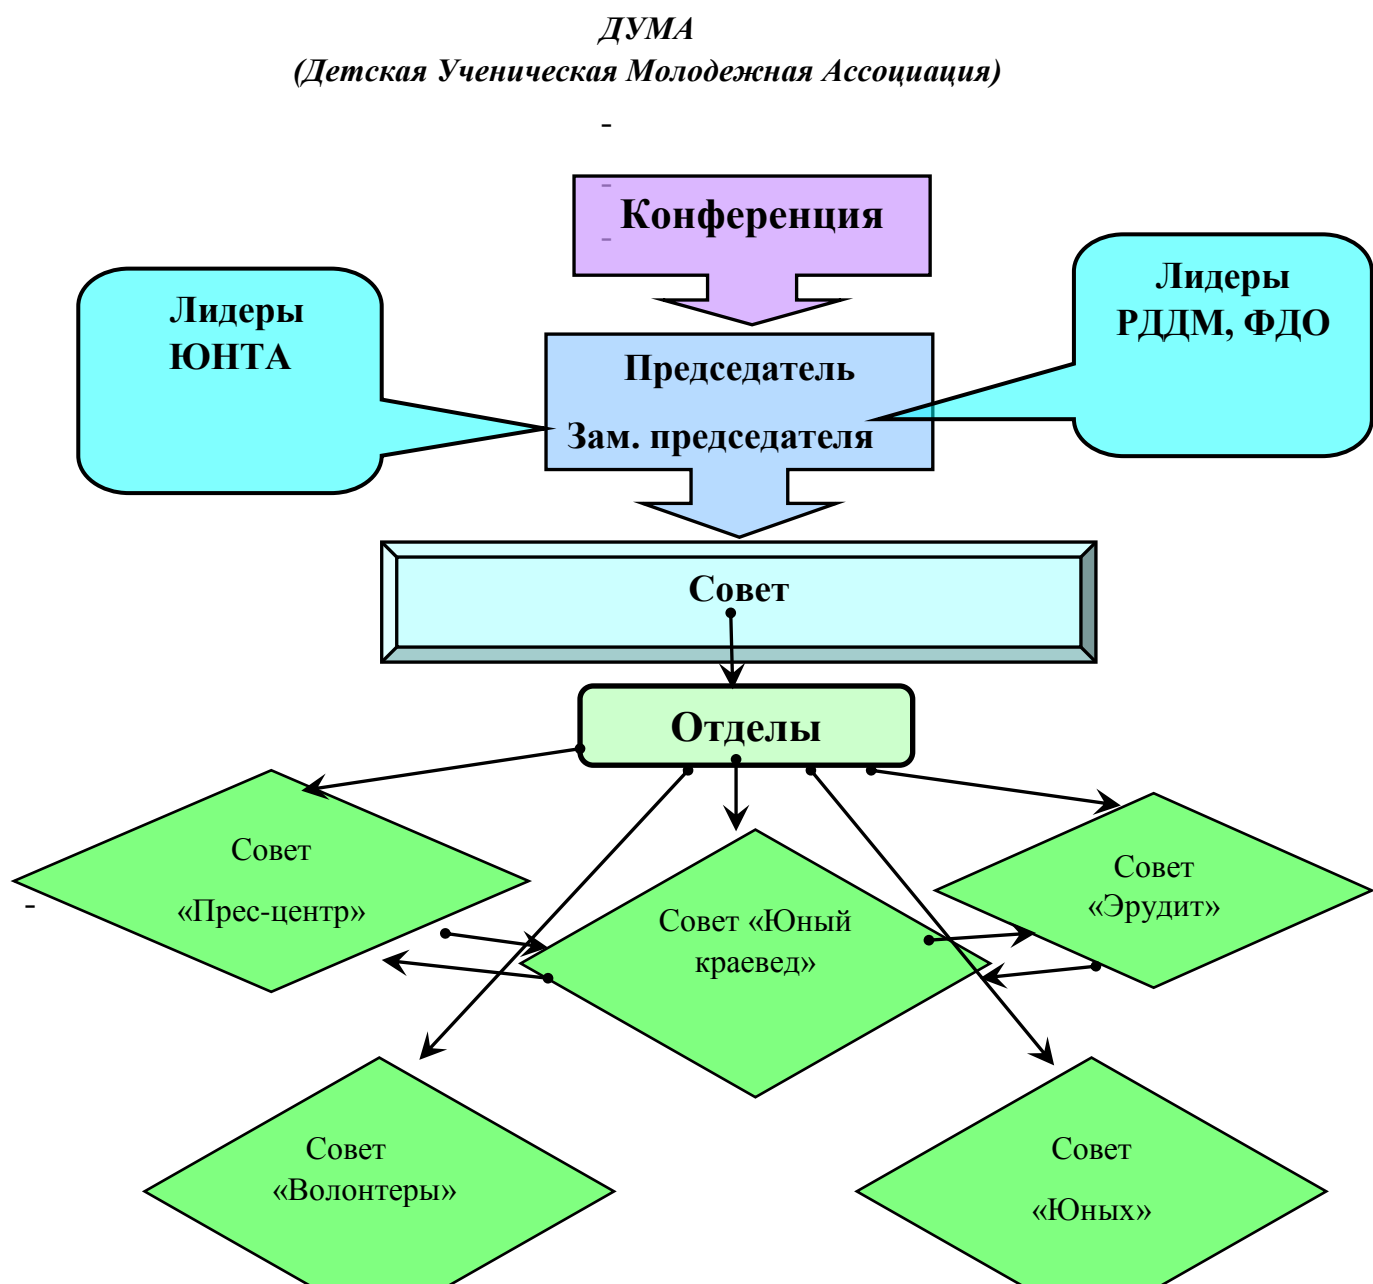 ДУМА
(Детская Ученическая Молодежная Ассоциация)
-
-
Конференция
-
Лидеры
ЮНТА
Лидеры
РДДМ, ФДО
Председатель
Зам. председателя
Совет
Отделы
Совет
«Прес-центр»
-
Совет «Юный
краевед»
Совет
«Эрудит»
Совет
«Волонтеры»
Совет
«Юных»